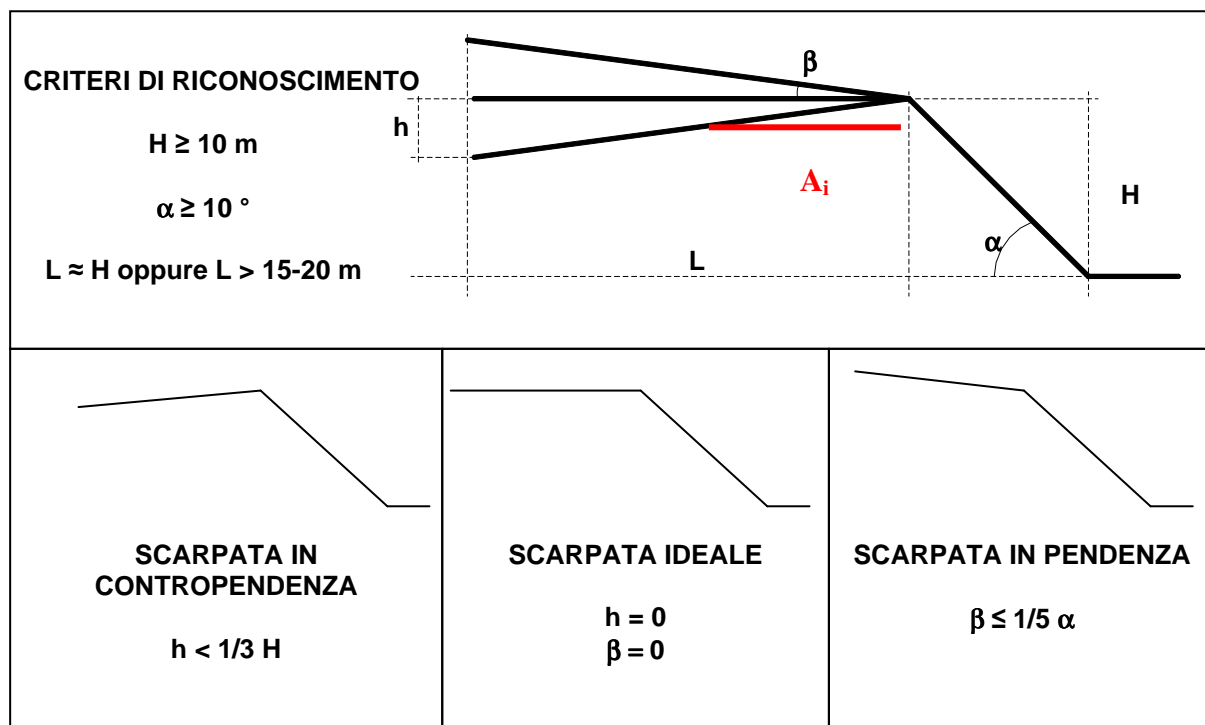 CRITERI DI RICONOSCIMENTO
H ≥ 10 m
α ≥ 10 °
L ≈ H oppure L > 15-20 m
h
β
A_i
H
α
L
SCARPATA IN
CONTROPENDENZA
h < 1/3 H
SCARPATA IDEALE
h = 0
β = 0
SCARPATA IN PENDENZA
β ≤ 1/5 α